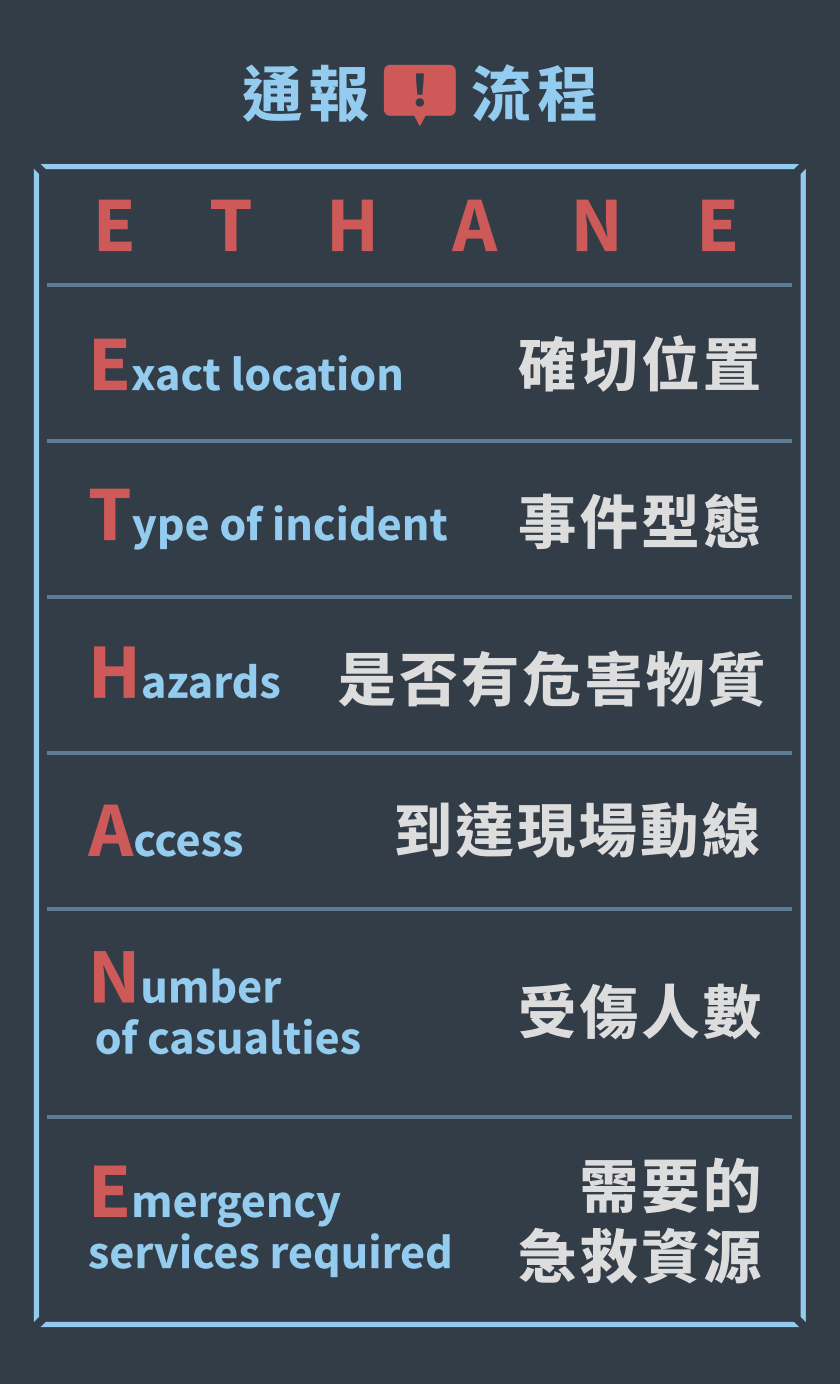 通報!流程
E T H A N E
Exact location 確切位置
Type of incident 事件型態
Hazards 是否有危害物質
Access 到達現場動線
Number
of casualties
受傷人數
Emergency
services required
需要的
急救資源